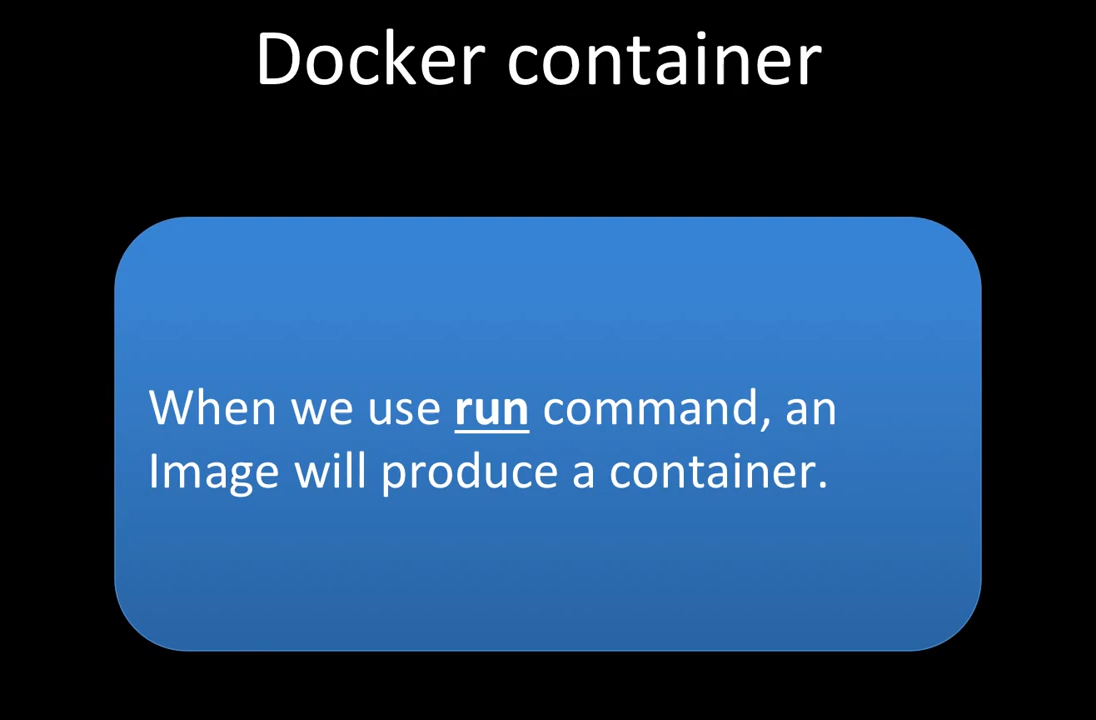 Docker container
When we use run command, an
Image will produce a container.